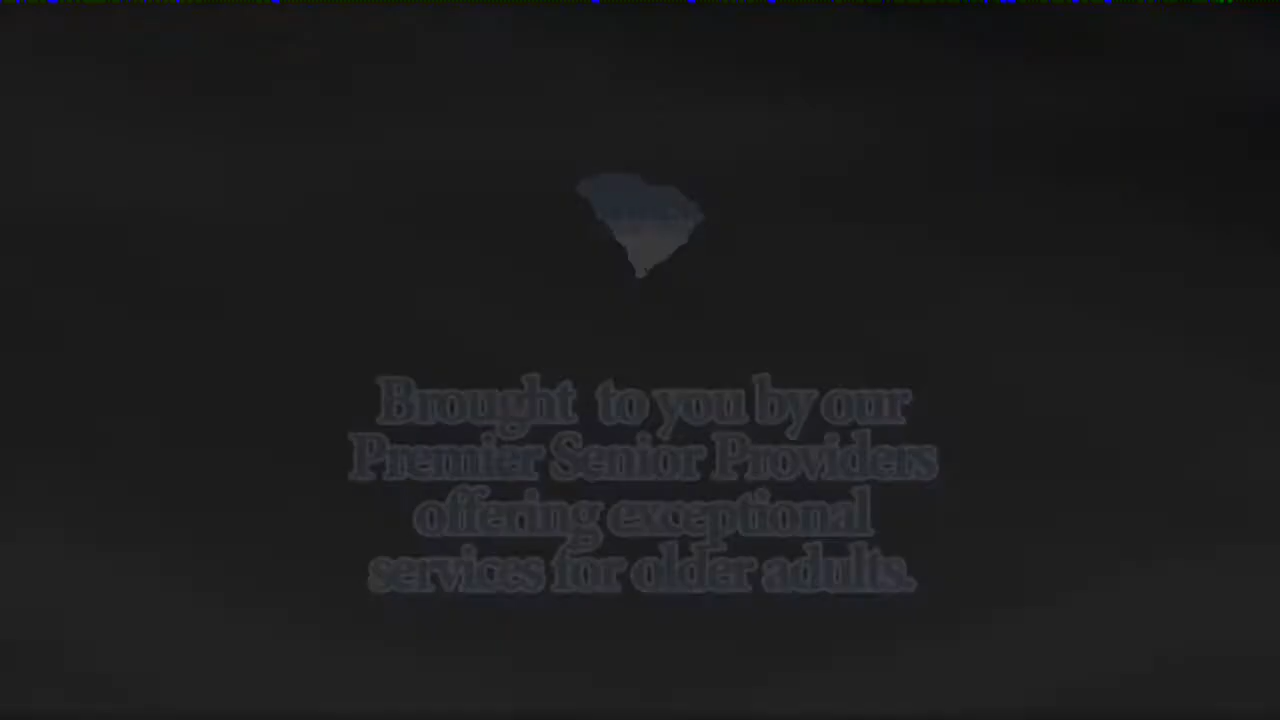 Brought to you by our
Premier Senior Providers
offering exceptional
services for older adults.